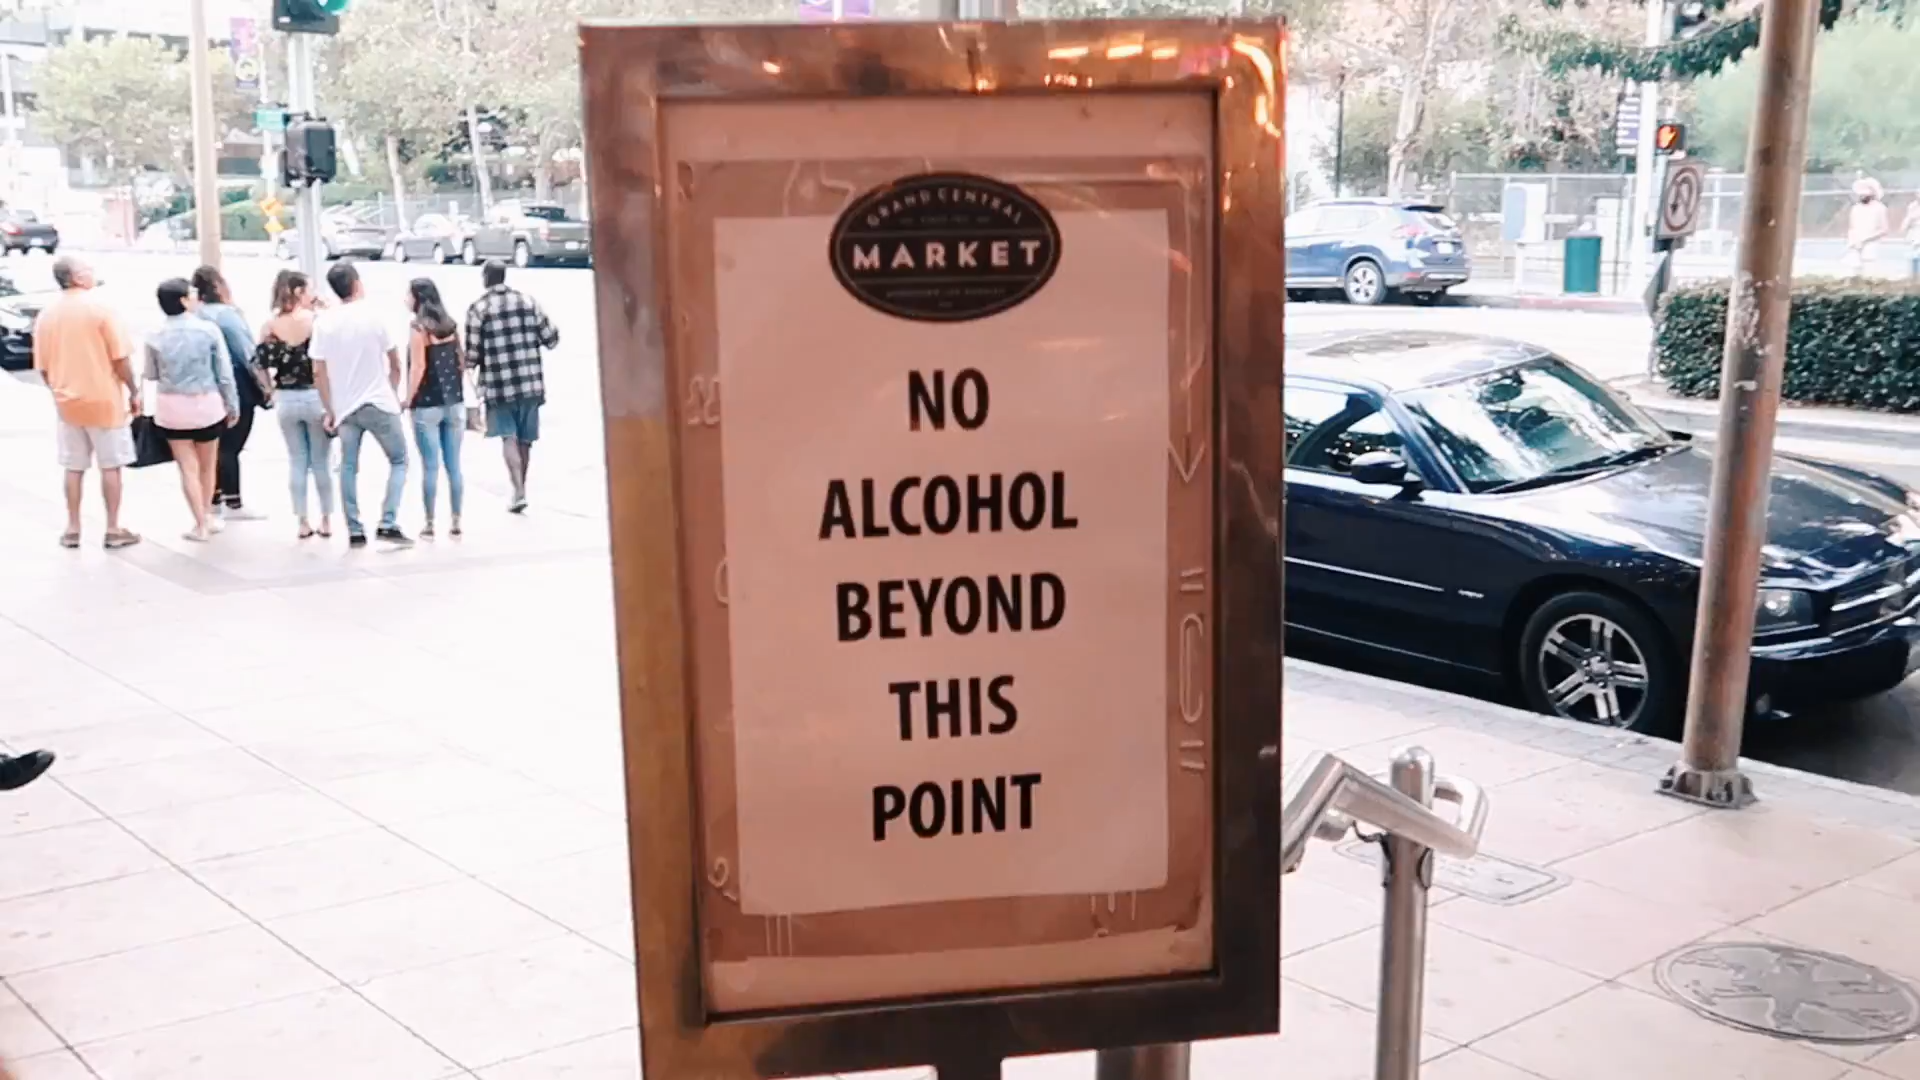 GRAND CENTRAL
MARKET
NO
ALCOHOL
BEYOND
THIS
POINT